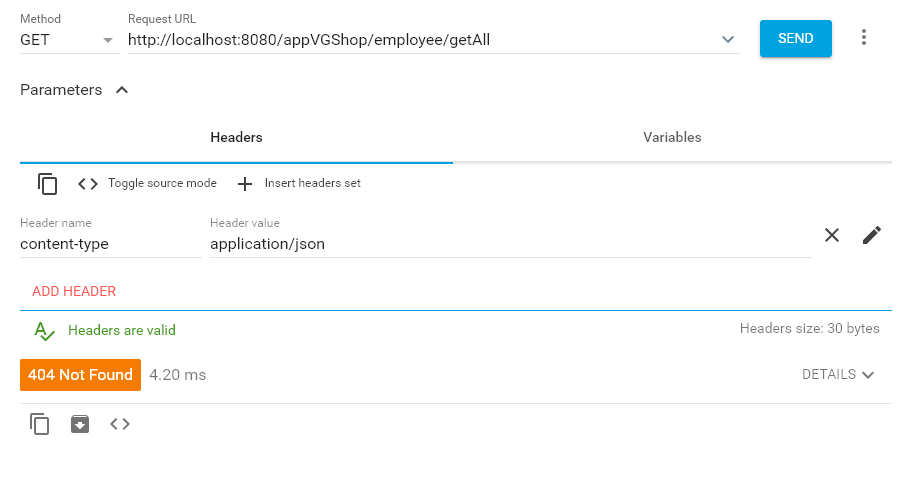 Method Request URL
GET http://localhost:8080/appVGShop/employee/getAll SEND
Parameters
Headers Variables
Toggle source mode Insert headers set
Header name Header value
content-type application/json
ADD HEADER
Headers are valid Headers size: 30 bytes
404 Not Found 4.20 ms DETAILS